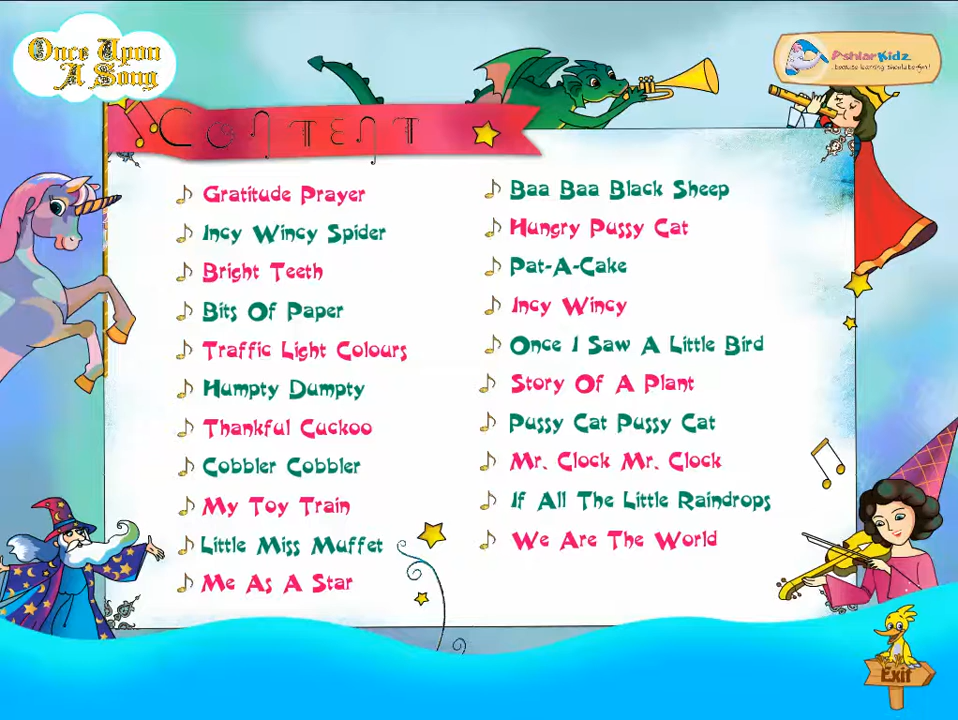 Once Upon
A Song
PshiarKidz
CONTENT
Gratitude Prayer
Incy Wincy Spider
Bright Teeth
Bits Of Paper
Traffic Light Colours
Humpty Dumpty
Thankful Cuckoo
Cobbler Cobbler
My Toy Train
Little Miss Muffet
Me As A Star
Baa Baa Black Sheep
Hungry Pussy Cat
Pat-A-Cake
Incy Wincy
Once I Saw A Little Bird
Story Of A Plant
Pussy Cat Pussy Cat
Mr. Clock Mr. Clock
If All The Little Raindrops
We Are The World
Exit